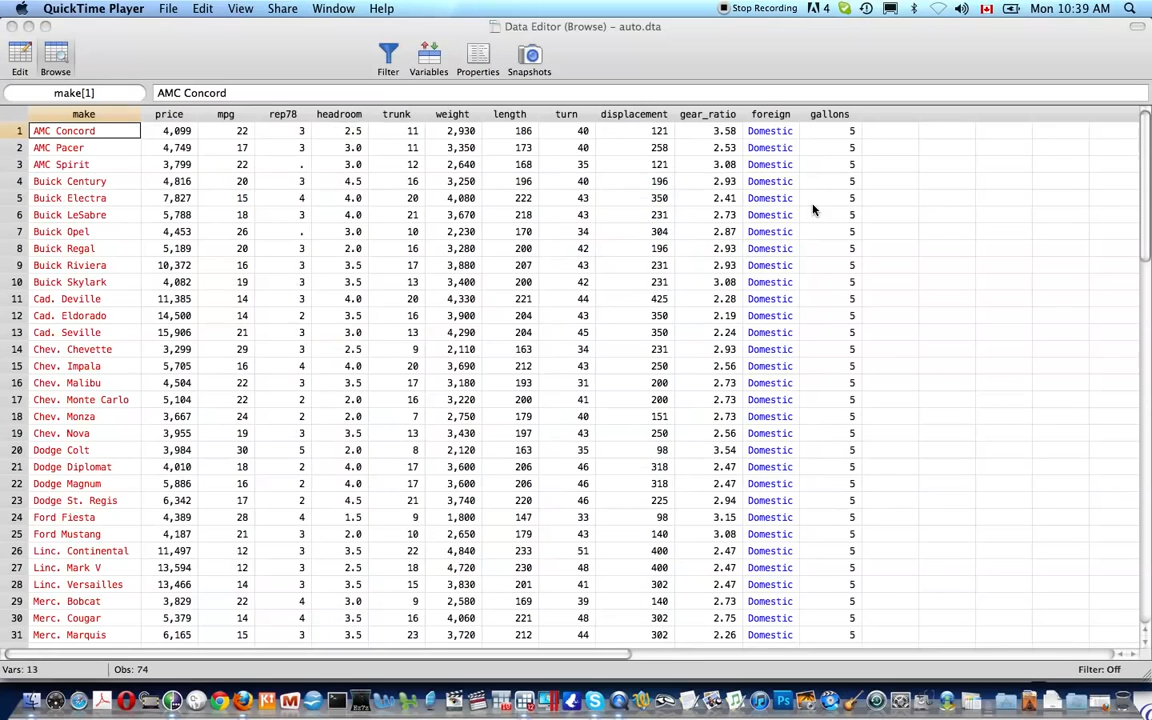 QuickTime Player File Edit View Share Window Help Stop Recording 4 Mon 10:39 AM
Data Editor (Browse) – auto.dta
Edit Browse Filter Variables Properties Snapshots
make[1] AMC Concord
make price mpg rep78 headroom trunk weight length turn displacement gear_ratio foreign gallons
1 AMC Concord 4,099 22 3 2.5 11 2,930 186 40 121 3.58 Domestic 5
2 AMC Pacer 4,749 17 3 3.0 11 3,350 173 40 258 2.53 Domestic 5
3 AMC Spirit 3,799 22 . 3.0 12 2,640 168 35 121 3.08 Domestic 5
4 Buick Century 4,816 20 3 4.5 16 3,250 196 40 196 2.93 Domestic 5
5 Buick Electra 7,827 15 4 4.0 20 4,080 222 43 350 2.41 Domestic 5
6 Buick LeSabre 5,788 18 3 4.0 21 3,670 218 43 231 2.73 Domestic 5
7 Buick Opel 4,453 26 . 3.0 10 2,230 170 34 304 2.87 Domestic 5
8 Buick Regal 5,189 20 3 2.0 16 3,280 200 42 196 2.93 Domestic 5
9 Buick Riviera 10,372 16 3 3.5 17 3,880 207 43 231 2.93 Domestic 5
10 Buick Skylark 4,082 19 3 3.5 13 3,400 200 42 231 3.08 Domestic 5
11 Cad. Deville 11,385 14 3 4.0 20 4,330 221 44 425 2.28 Domestic 5
12 Cad. Eldorado 14,500 14 2 3.5 16 3,900 204 43 350 2.19 Domestic 5
13 Cad. Seville 15,906 21 3 3.0 13 4,290 204 45 350 2.24 Domestic 5
14 Chev. Chevette 3,299 29 3 2.5 9 2,110 163 34 231 2.93 Domestic 5
15 Chev. Impala 5,705 16 4 4.0 20 3,690 212 43 250 2.56 Domestic 5
16 Chev. Malibu 4,504 22 3 3.5 17 3,180 193 31 200 2.73 Domestic 5
17 Chev. Monte Carlo 5,104 22 2 2.0 16 3,220 200 41 200 2.73 Domestic 5
18 Chev. Monza 3,667 24 2 2.0 7 2,750 179 40 151 2.73 Domestic 5
19 Chev. Nova 3,955 19 3 3.5 13 3,430 197 43 250 2.56 Domestic 5
20 Dodge Colt 3,984 30 5 2.0 8 2,120 163 35 98 3.54 Domestic 5
21 Dodge Diplomat 4,010 18 2 4.0 17 3,600 206 46 318 2.47 Domestic 5
22 Dodge Magnum 5,886 16 2 4.0 17 3,600 206 46 318 2.47 Domestic 5
23 Dodge St. Regis 6,342 17 2 4.5 21 3,740 220 46 225 2.94 Domestic 5
24 Ford Fiesta 4,389 28 4 1.5 9 1,800 147 33 98 3.15 Domestic 5
25 Ford Mustang 4,187 21 3 2.0 10 2,650 179 43 140 3.08 Domestic 5
26 Linc. Continental 11,497 12 3 3.5 22 4,840 233 51 400 2.47 Domestic 5
27 Linc. Mark V 13,594 12 3 2.5 18 4,720 230 48 400 2.47 Domestic 5
28 Linc. Versailles 13,466 14 3 3.5 15 3,830 201 41 302 2.47 Domestic 5
29 Merc. Bobcat 3,829 22 4 3.0 9 2,580 169 39 140 2.73 Domestic 5
30 Merc. Cougar 5,379 14 4 3.5 16 4,060 221 48 302 2.75 Domestic 5
31 Merc. Marquis 6,165 15 3 3.5 23 3,720 212 44 302 2.26 Domestic 5
Vars: 13 Obs: 74 Filter: Off